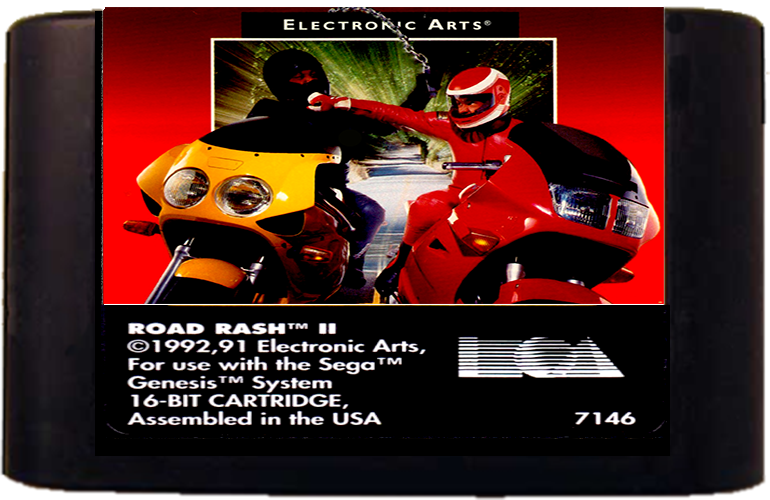 ELECTRONIC ARTS®
ROAD RASH™ II
©1992,91 Electronic Arts,
For use with the Sega™
Genesis™ System
16-BIT CARTRIDGE,
Assembled in the USA
7146
EA